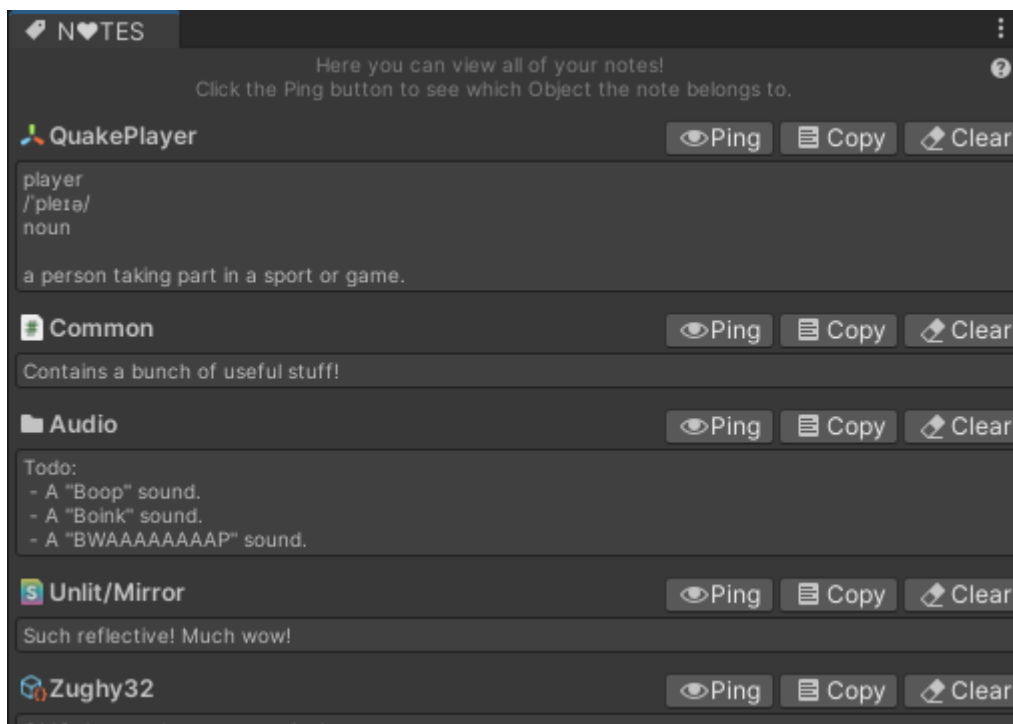 N♥TES
Here you can view all of your notes!
Click the Ping button to see which Object the note belongs to.
QuakePlayer
Ping Copy Clear
player
/ˈpleɪə/
noun
a person taking part in a sport or game.
Common
Ping Copy Clear
Contains a bunch of useful stuff!
Audio
Ping Copy Clear
Todo:
- A "Boop" sound.
- A "Boink" sound.
- A "BWAAAAAAAAP" sound.
Unlit/Mirror
Ping Copy Clear
Such reflective! Much wow!
Zughy32
Ping Copy Clear